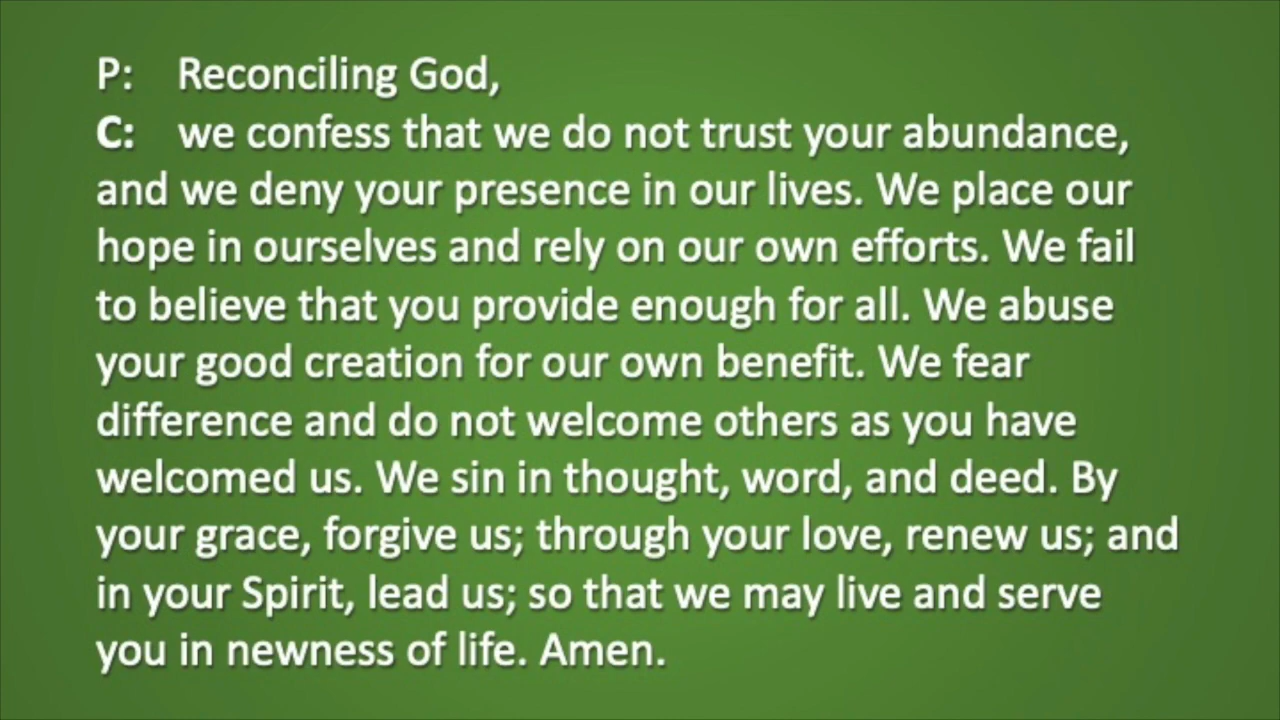 P: Reconciling God,
C: we confess that we do not trust your abundance,
and we deny your presence in our lives. We place our
hope in ourselves and rely on our own efforts. We fail
to believe that you provide enough for all. We abuse
your good creation for our own benefit. We fear
difference and do not welcome others as you have
welcomed us. We sin in thought, word, and deed. By
your grace, forgive us; through your love, renew us; and
in your Spirit, lead us; so that we may live and serve
you in newness of life. Amen.